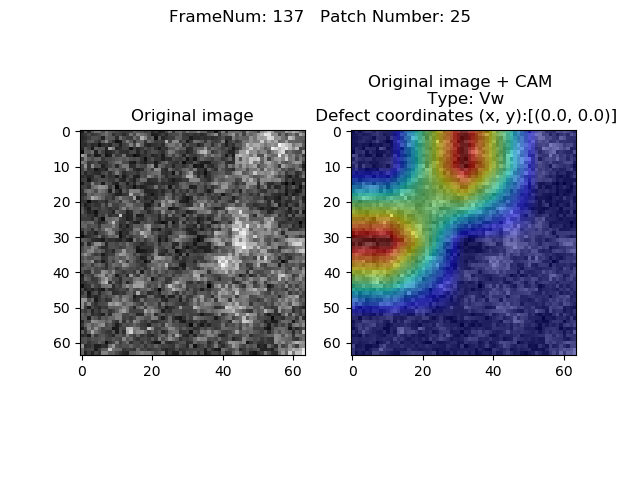 FrameNum: 137   Patch Number: 25
Original image
Original image + CAM
Type: Vw
Defect coordinates (x, y):[(0.0, 0.0)]
0
10
20
30
40
50
60
0 20 40 60
0
10
20
30
40
50
60
0 20 40 60